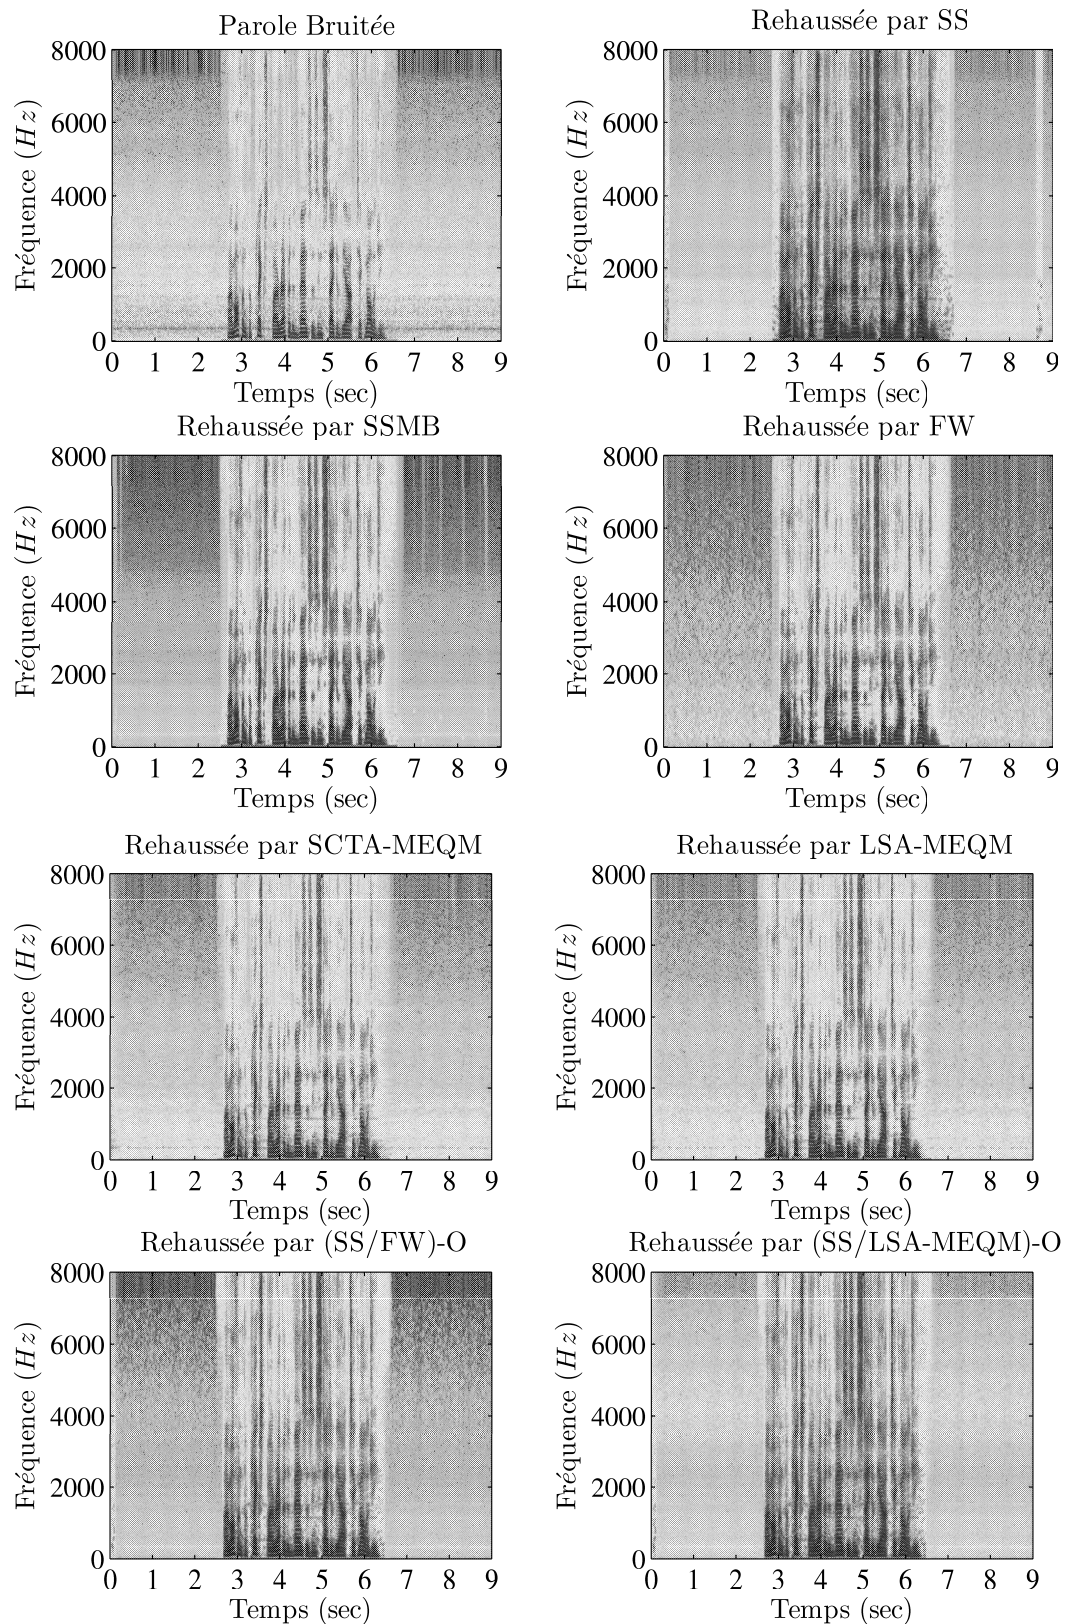 Parole Bruitée
8000
6000
4000
2000
0
Fréquence (Hz)
0 1 2 3 4 5 6 7 8 9
Temps (sec)
Rehaussée par SS
8000
6000
4000
2000
0
Fréquence (Hz)
0 1 2 3 4 5 6 7 8 9
Temps (sec)
Rehaussée par SSMB
8000
6000
4000
2000
0
Fréquence (Hz)
0 1 2 3 4 5 6 7 8 9
Temps (sec)
Rehaussée par FW
8000
6000
4000
2000
0
Fréquence (Hz)
0 1 2 3 4 5 6 7 8 9
Temps (sec)
Rehaussée par SCTA-MEQM
8000
6000
4000
2000
0
Fréquence (Hz)
0 1 2 3 4 5 6 7 8 9
Temps (sec)
Rehaussée par LSA-MEQM
8000
6000
4000
2000
0
Fréquence (Hz)
0 1 2 3 4 5 6 7 8 9
Temps (sec)
Rehaussée par (SS/FW)-O
8000
6000
4000
2000
0
Fréquence (Hz)
0 1 2 3 4 5 6 7 8 9
Temps (sec)
Rehaussée par (SS/LSA-MEQM)-O
8000
6000
4000
2000
0
Fréquence (Hz)
0 1 2 3 4 5 6 7 8 9
Temps (sec)